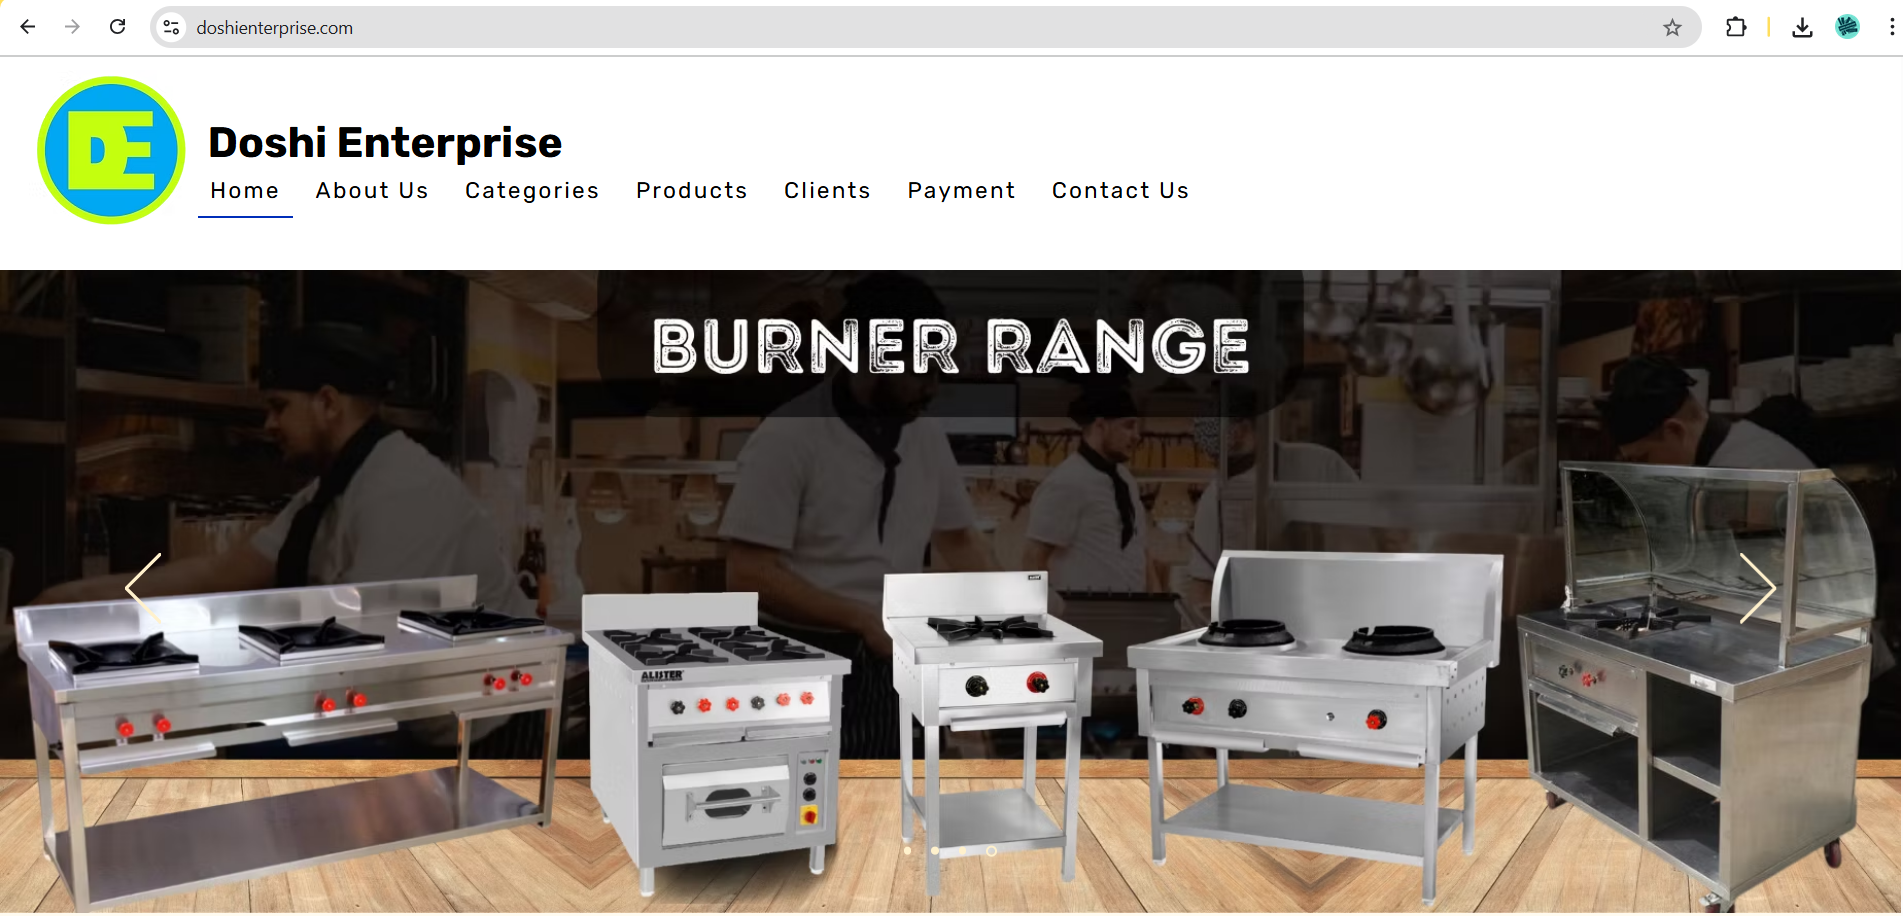 doshienterprise.com
DE
Doshi Enterprise
Home About Us Categories Products Clients Payment Contact Us
BURNER RANGE
ALISTER